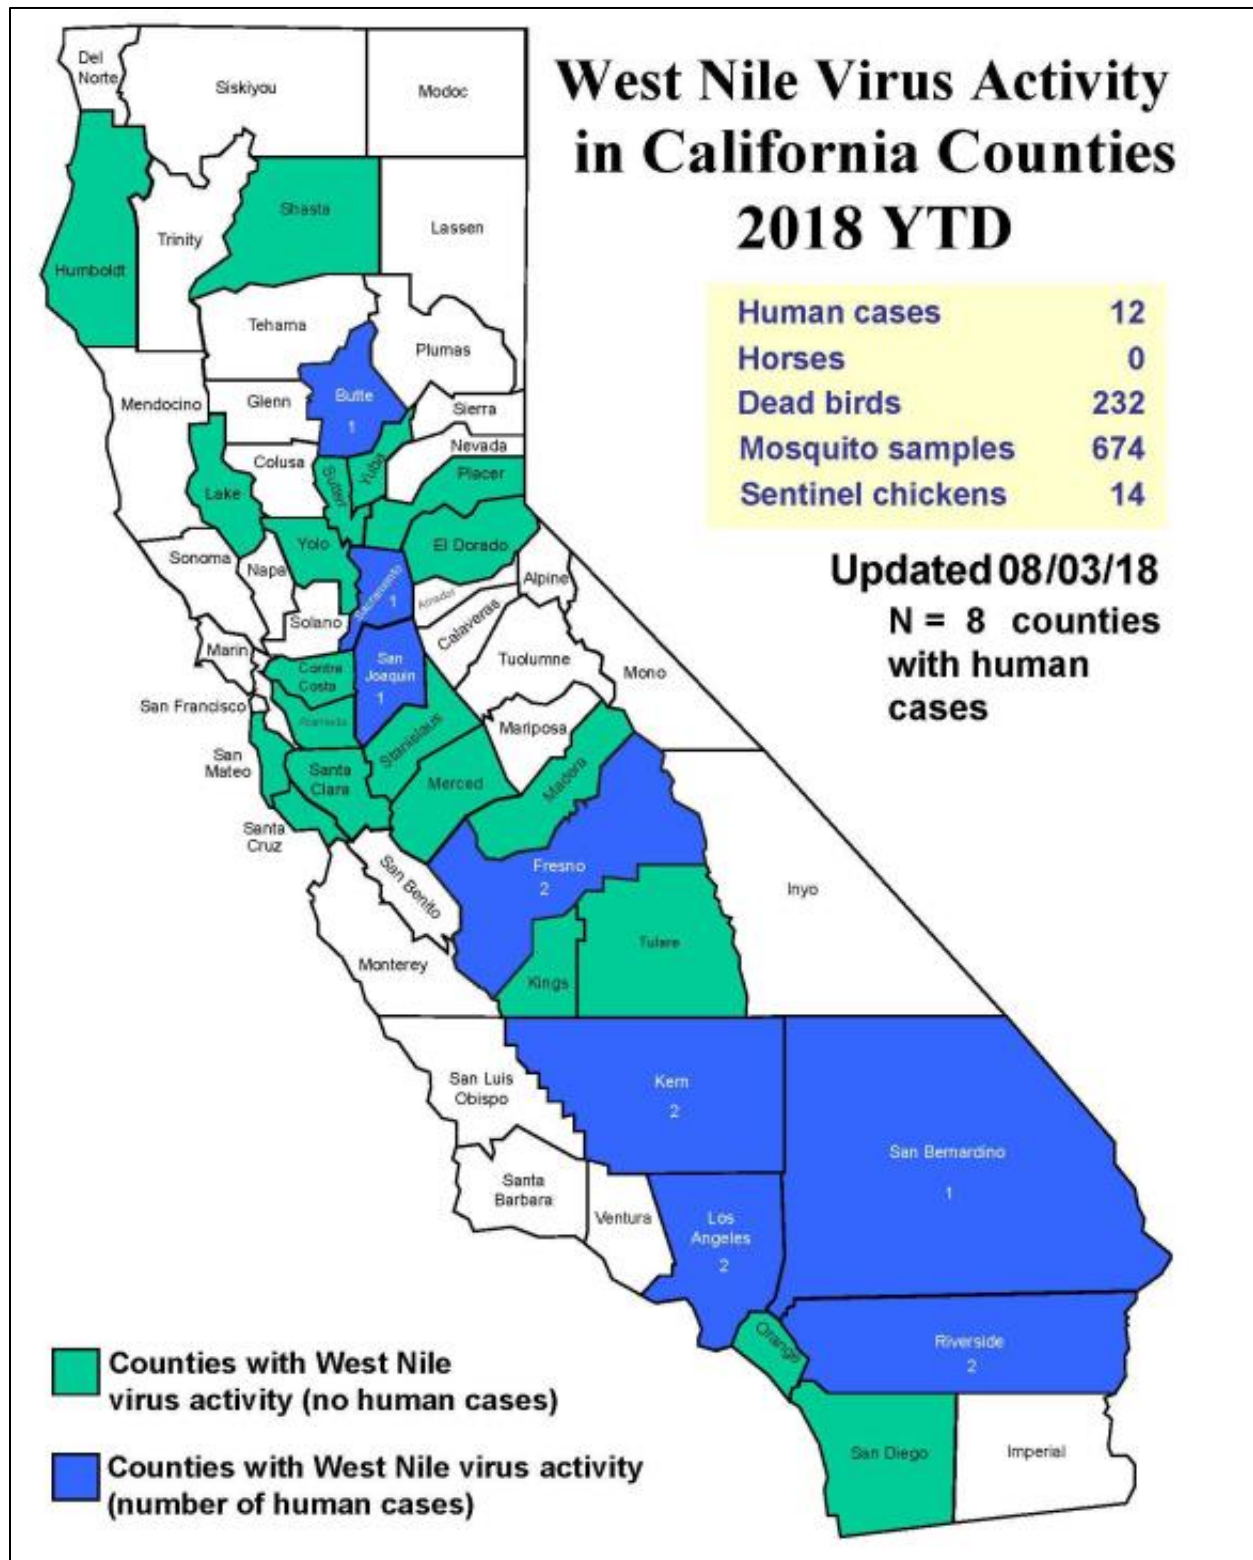 West Nile Virus Activity
in California Counties
2018 YTD
Human cases 12
Horses 0
Dead birds 232
Mosquito samples 674
Sentinel chickens 14
Updated 08/03/18
N = 8 counties
with human
cases
Del
Norte
Siskiyou
Modoc
Humboldt
Trinity
Shasta
Lassen
Tehama
Plumas
Mendocino
Glenn
Butte
1
Sierra
Nevada
Colusa
Sutter
Yuba
Placer
Lake
Yolo
El Dorado
Sonoma
Napa
Sacramento
1
Amador
Alpine
Solano
Calaveras
Marin
Contra
Costa
San
Joaquin
1
Tuolumne
Mono
San Francisco
Alameda
Stanislaus
Mariposa
San
Mateo
Santa
Clara
Merced
Madera
Santa
Cruz
San Benito
Fresno
2
Inyo
Monterey
Kings
Tulare
San Luis
Obispo
Kern
2
San Bernardino
1
Santa
Barbara
Ventura
Los
Angeles
2
Orange
Riverside
2
San Diego
Imperial
Counties with West Nile
virus activity (no human cases)
Counties with West Nile virus activity
(number of human cases)